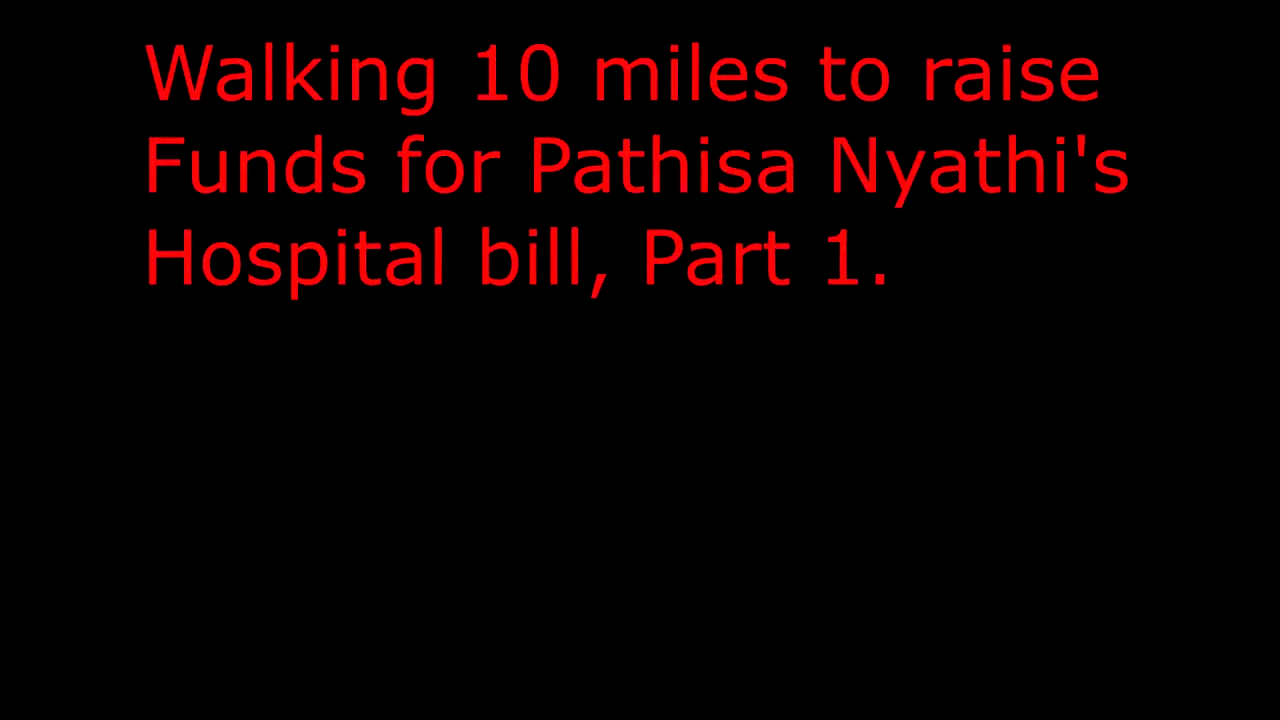 Walking 10 miles to raise
Funds for Pathisa Nyathi's
Hospital bill, Part 1.